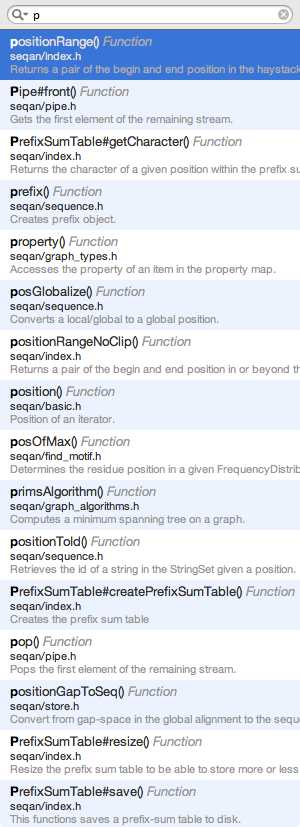 p
positionRange() Function
seqan/index.h
Returns a pair of the begin and end position in the haystack
Pipe#front() Function
seqan/pipe.h
Gets the first element of the remaining stream.
PrefixSumTable#getCharacter() Function
seqan/index.h
Returns the character of a given position within the prefix su
prefix() Function
seqan/sequence.h
Creates prefix object.
property() Function
seqan/graph_types.h
Accesses the property of an item in the property map.
posGlobalize() Function
seqan/sequence.h
Converts a local/global to a global position.
positionRangeNoClip() Function
seqan/index.h
Returns a pair of the begin and end position in or beyond th
position() Function
seqan/basic.h
Position of an iterator.
posOfMax() Function
seqan/find_motif.h
Determines the residue position in a given FrequencyDistrib
primsAlgorithm() Function
seqan/graph_algorithms.h
Computes a minimum spanning tree on a graph.
positionToId() Function
seqan/sequence.h
Retrieves the id of a string in the StringSet given a position.
PrefixSumTable#createPrefixSumTable() Function
seqan/index.h
Creates the prefix sum table
pop() Function
seqan/pipe.h
Pops the first element of the remaining stream.
positionGapToSeq() Function
seqan/store.h
Convert from gap-space in the global alignment to the seque
PrefixSumTable#resize() Function
seqan/index.h
Resize the prefix sum table to be able to store more or less
PrefixSumTable#save() Function
seqan/index.h
This functions saves a prefix-sum table to disk.